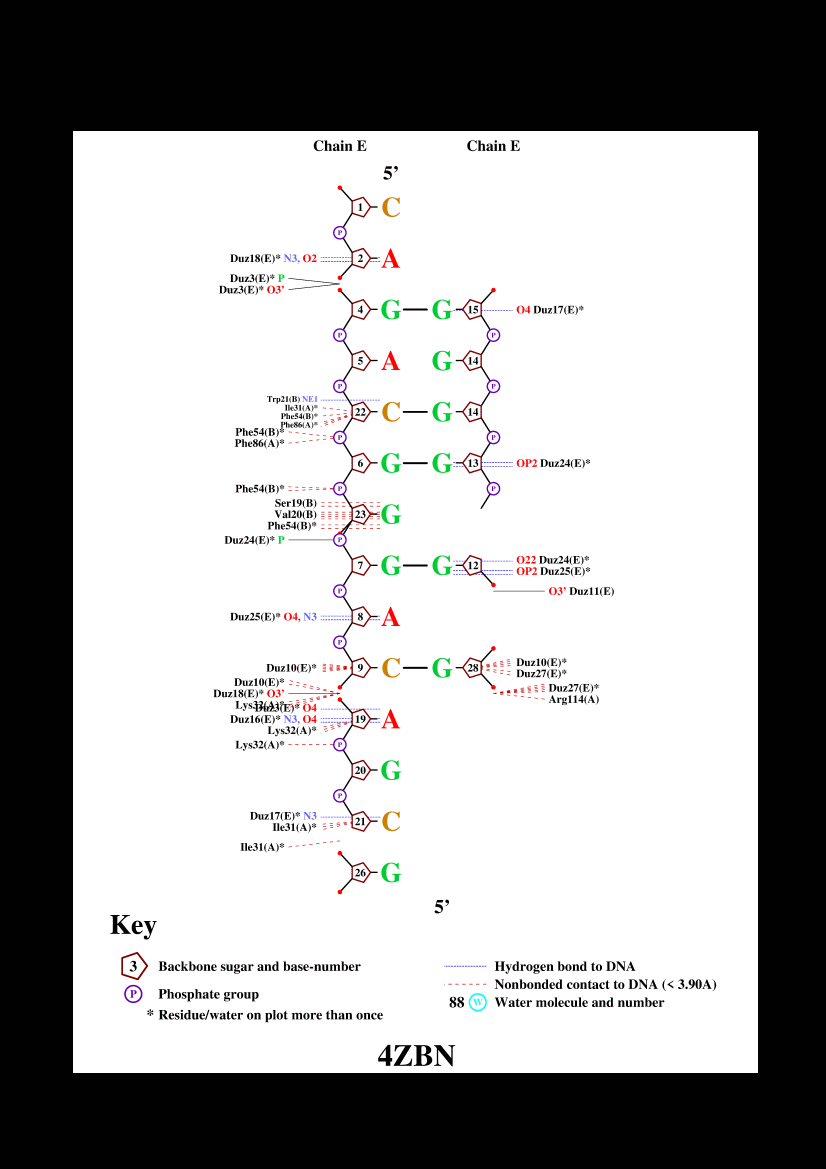 Chain E Chain E
5’
1 C
P
Duz18(E)* N3, O2 2 A
Duz3(E)* P
Duz3(E)* O3’
4 G G 15 O4 Duz17(E)*
P P
5 A G 14
P P
Trp21(B) NE1
Ile31(A)*
Phe54(B)* 22 C G 14
Phe86(A)*
Phe54(B)* P P
Phe86(A)*
6 G G 13 OP2 Duz24(E)*
Phe54(B)* P P
Ser19(B)
Val20(B) 23 G
Phe54(B)*
Duz24(E)* P P
O22 Duz24(E)*
7 G G 12
OP2 Duz25(E)*
P O3’ Duz11(E)
Duz25(E)* O4, N3 8 A
P
Duz10(E)* 9 C G 28 Duz10(E)*
Duz27(E)*
Duz10(E)* Duz27(E)*
Duz18(E)* O3’ Arg114(A)
Lys32(A)*
Duz3(E)* O4
Duz16(E)* N3, O4 19 A
Lys32(A)*
Lys32(A)* P
20 G
P
Duz17(E)* N3
21 C
Ile31(A)*
Ile31(A)*
26 G
5’
Key
3 Backbone sugar and base-number
P Phosphate group
* Residue/water on plot more than once
Hydrogen bond to DNA
Nonbonded contact to DNA (< 3.90A)
88 W Water molecule and number
4ZBN